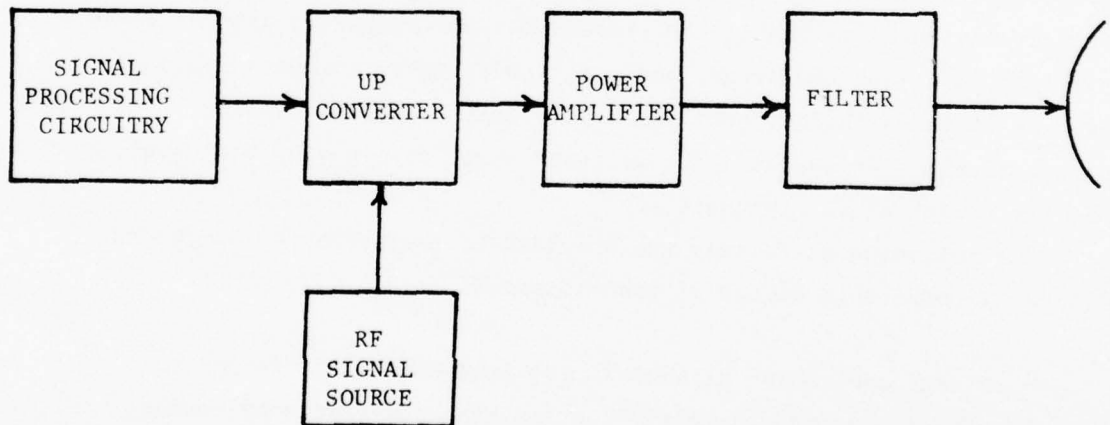 SIGNAL
PROCESSING
CIRCUITRY
UP
CONVERTER
POWER
AMPLIFIER
FILTER
RF
SIGNAL
SOURCE